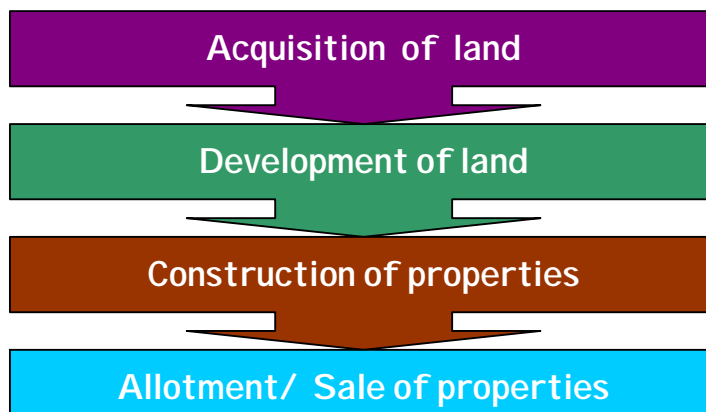 Acquisition of land
Development of land
Construction of properties
Allotment/ Sale of properties